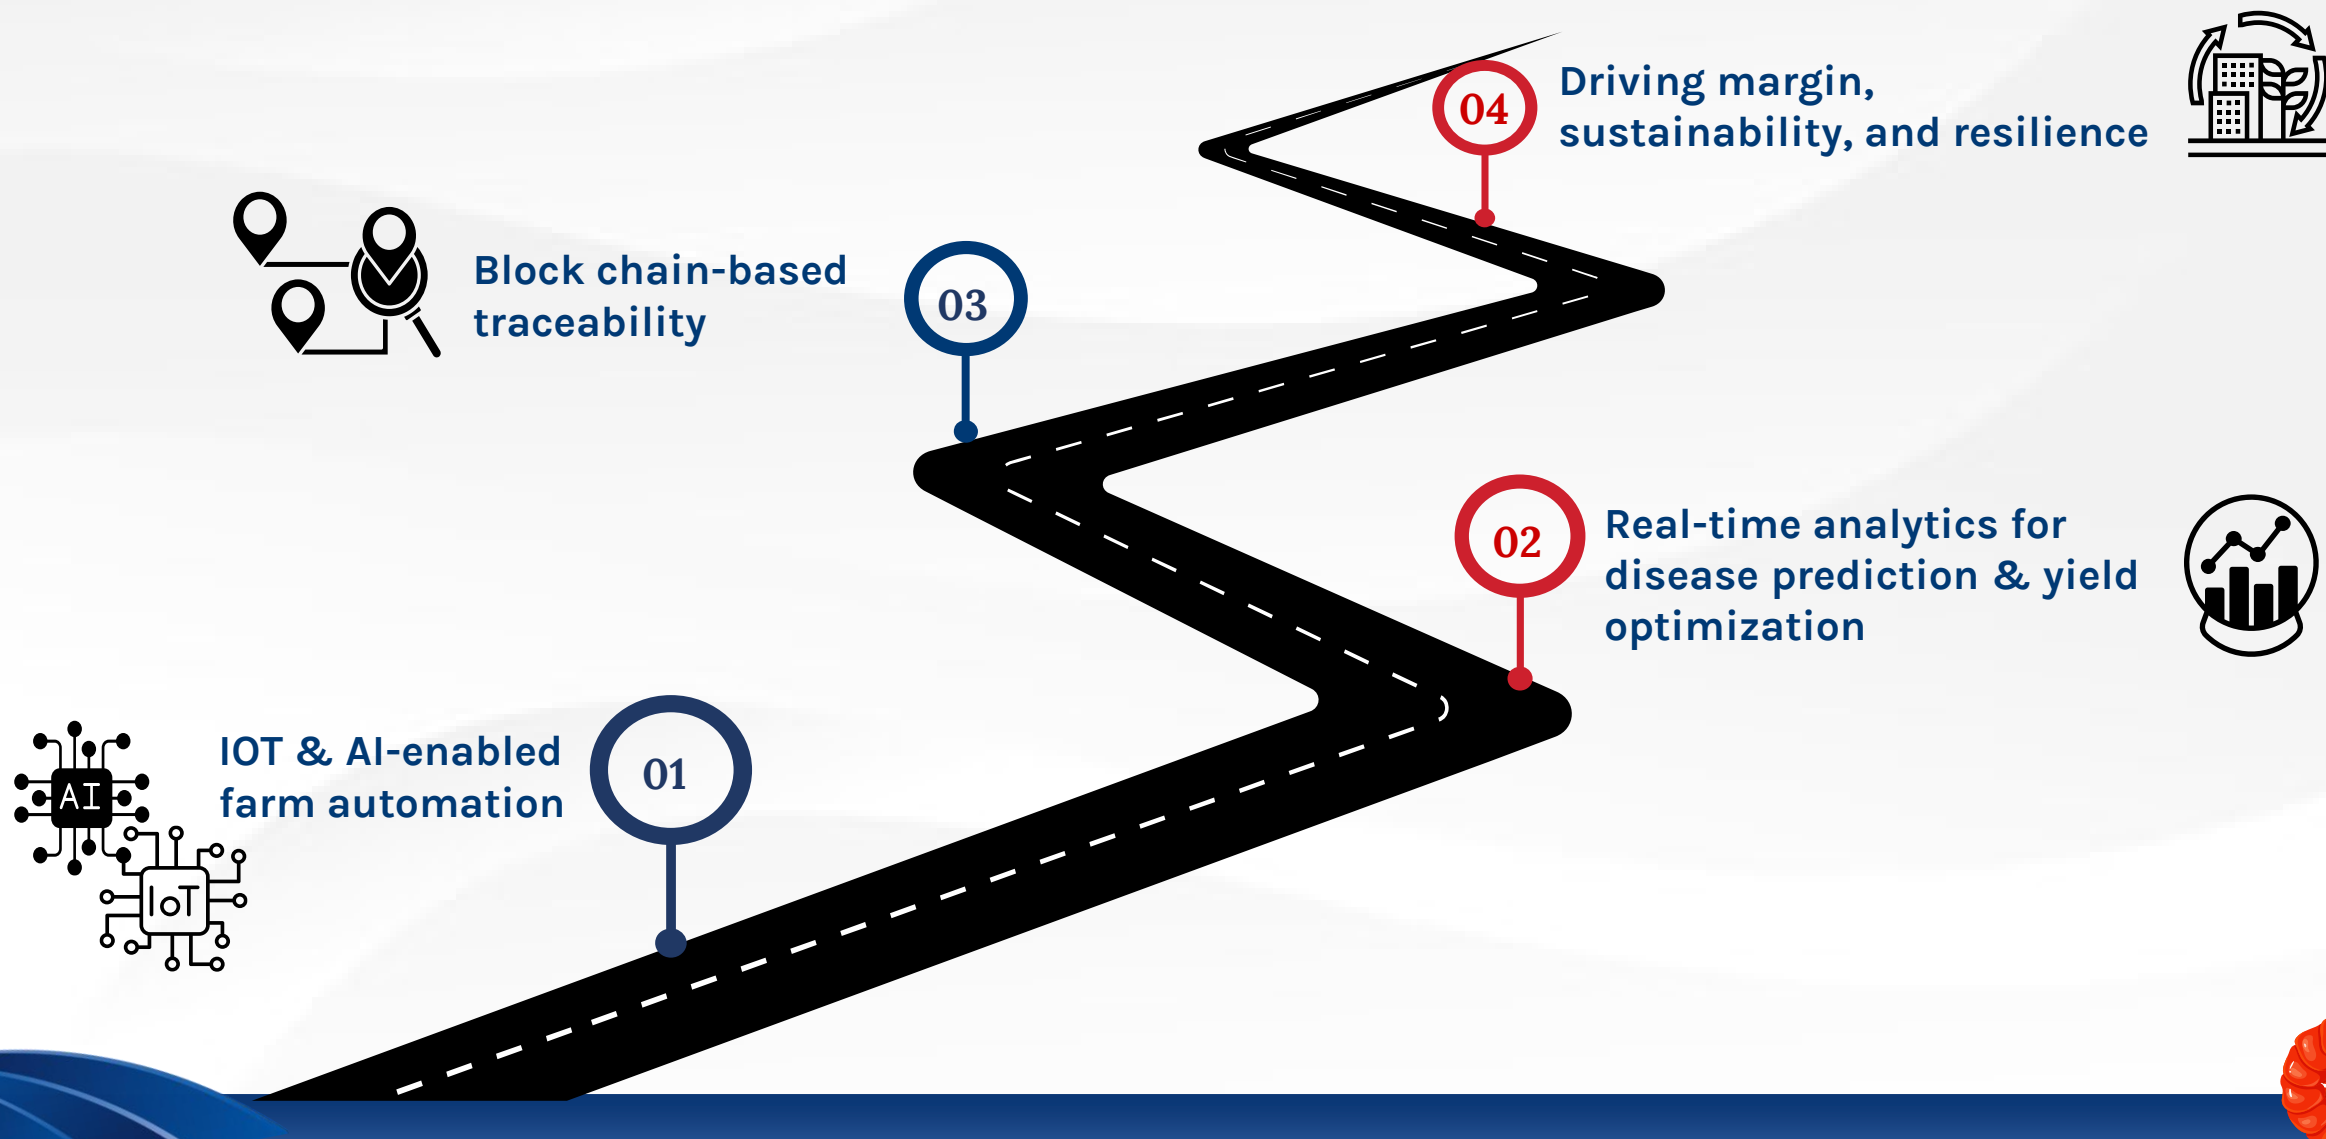 04
Driving margin,
sustainability, and resilience
Block chain-based
traceability
03
02
Real-time analytics for
disease prediction & yield
optimization
IOT & AI-enabled
farm automation
01
AI
IoT